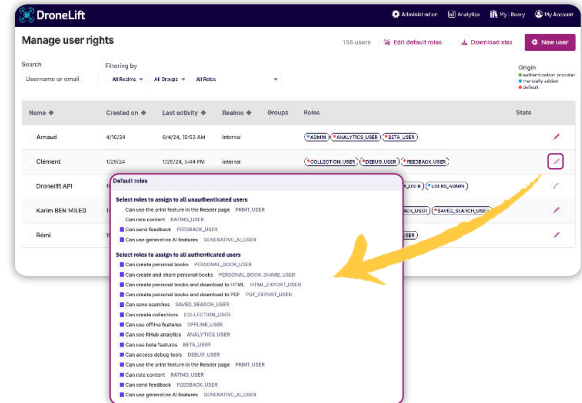 DroneLift
Administration Analytics My Library My Account
Manage user rights
155 users Edit default roles Download xlsx New user
Search Filtering by
Username or email All Realms All Groups All Roles
Origin
authentication provider
manually added
default
Name Created on Last activity Realms Groups Roles Stats
Arnaud 4/16/24 6/4/24, 10:53 AM internal ADMIN ANALYTICS_USER BETA_USER
Clément 1/20/24 1/20/24, 5:44 PM internal COLLECTION_USER DEBUG_USER FEEDBACK_USER
Dronelift API USERS_ADMIN
Karim BEN MILED SAVED_SEARCH_USER
Rémi
Default roles
Select roles to assign to all unauthenticated users
Can use the print feature in the Reader page PRINT_USER
Can rate content RATING_USER
Can send feedback FEEDBACK_USER
Can use generative AI features GENERATIVE_AI_USER
Select roles to assign to all authenticated users
Can create personal books PERSONAL_BOOK_USER
Can create and share personal books PERSONAL_BOOK_SHARE_USER
Can create personal books and download to HTML HTML_EXPORT_USER
Can create personal books and download to PDF PDF_EXPORT_USER
Can save searches SAVED_SEARCH_USER
Can create collections COLLECTION_USER
Can use offline features OFFLINE_USER
Can use KHub analytics ANALYTICS_USER
Can use beta features BETA_USER
Can access debug tools DEBUG_USER
Can use the print feature in the Reader page PRINT_USER
Can rate content RATING_USER
Can send feedback FEEDBACK_USER
Can use generative AI features GENERATIVE_AI_USER